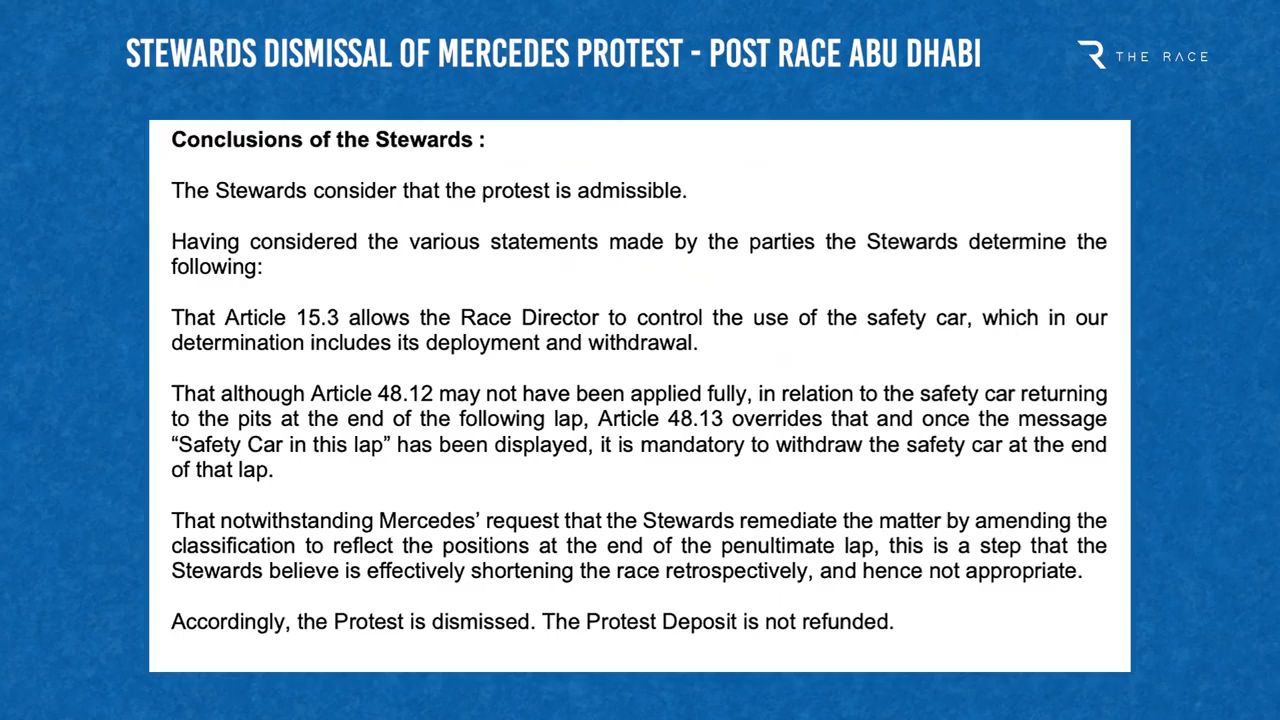 STEWARDS DISMISSAL OF MERCEDES PROTEST - POST RACE ABU DHABI
THE RACE
Conclusions of the Stewards :
The Stewards consider that the protest is admissible.
Having considered the various statements made by the parties the Stewards determine the
following:
That Article 15.3 allows the Race Director to control the use of the safety car, which in our
determination includes its deployment and withdrawal.
That although Article 48.12 may not have been applied fully, in relation to the safety car returning
to the pits at the end of the following lap, Article 48.13 overrides that and once the message
“Safety Car in this lap” has been displayed, it is mandatory to withdraw the safety car at the end
of that lap.
That notwithstanding Mercedes’ request that the Stewards remediate the matter by amending the
classification to reflect the positions at the end of the penultimate lap, this is a step that the
Stewards believe is effectively shortening the race retrospectively, and hence not appropriate.
Accordingly, the Protest is dismissed. The Protest Deposit is not refunded.